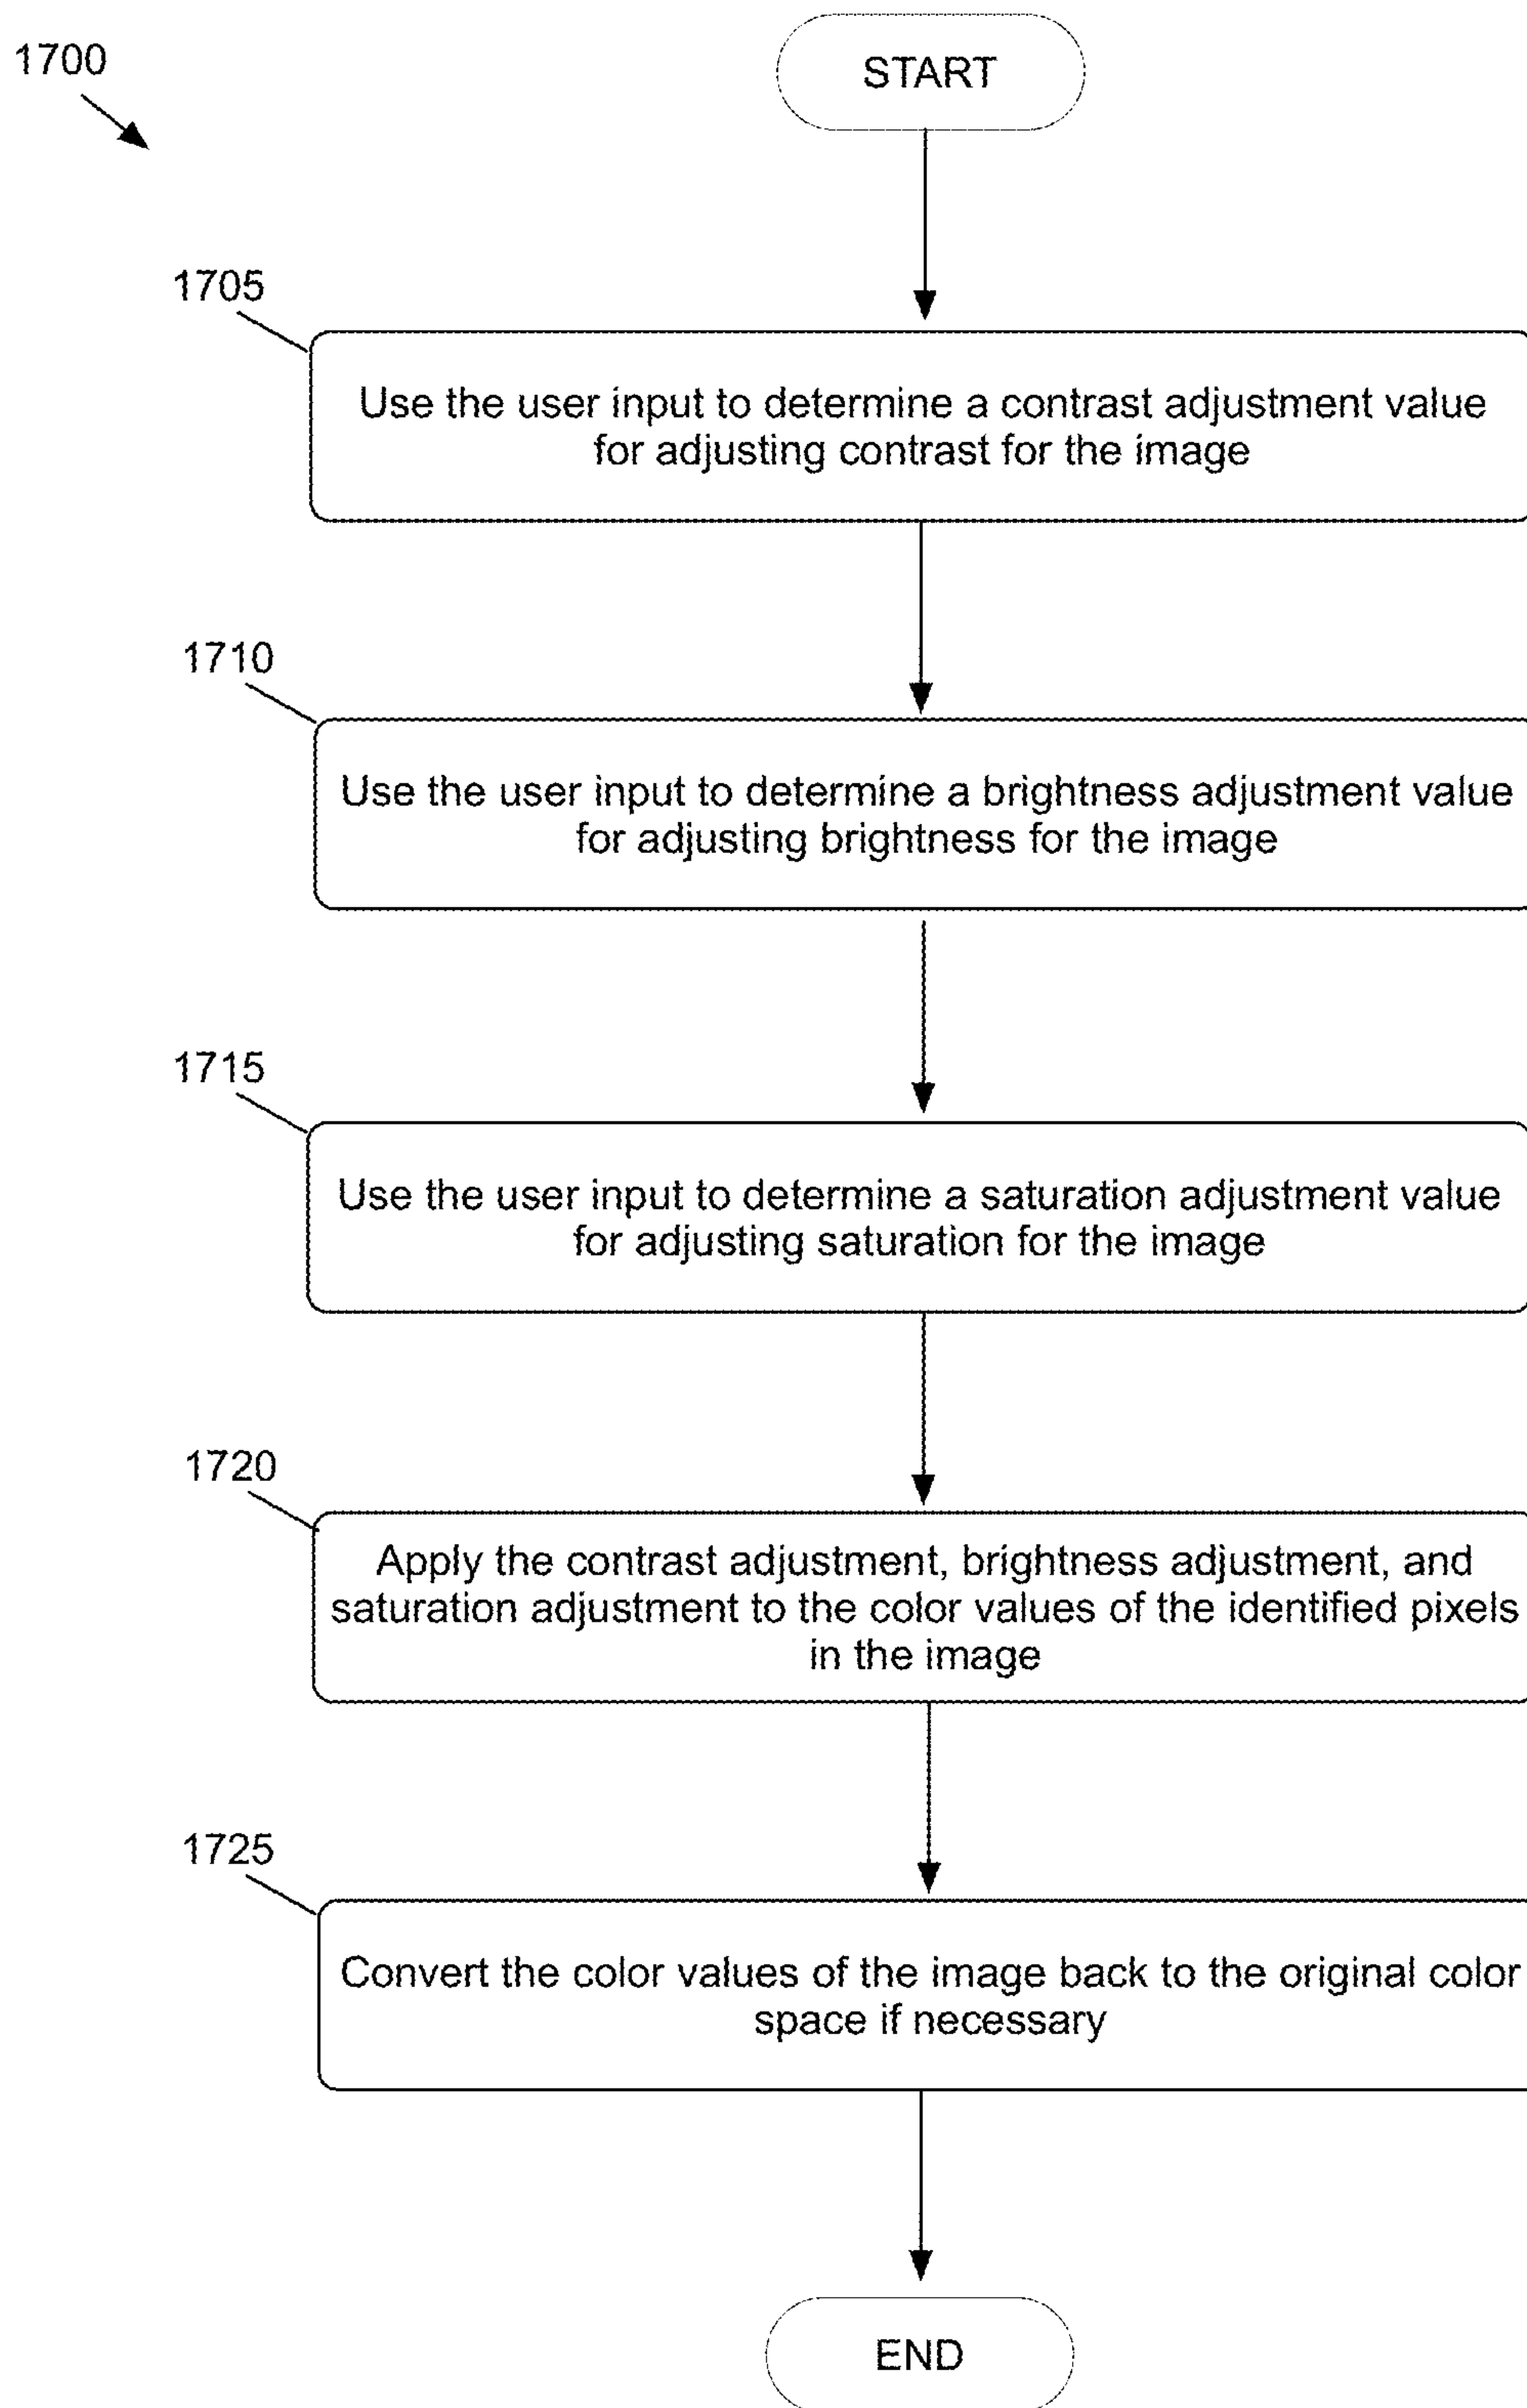 1700
START
1705
Use the user input to determine a contrast adjustment value
for adjusting contrast for the image
1710
Use the user input to determine a brightness adjustment value
for adjusting brightness for the image
1715
Use the user input to determine a saturation adjustment value
for adjusting saturation for the image
1720
Apply the contrast adjustment, brightness adjustment, and
saturation adjustment to the color values of the identified pixels
in the image
1725
Convert the color values of the image back to the original color
space if necessary
END